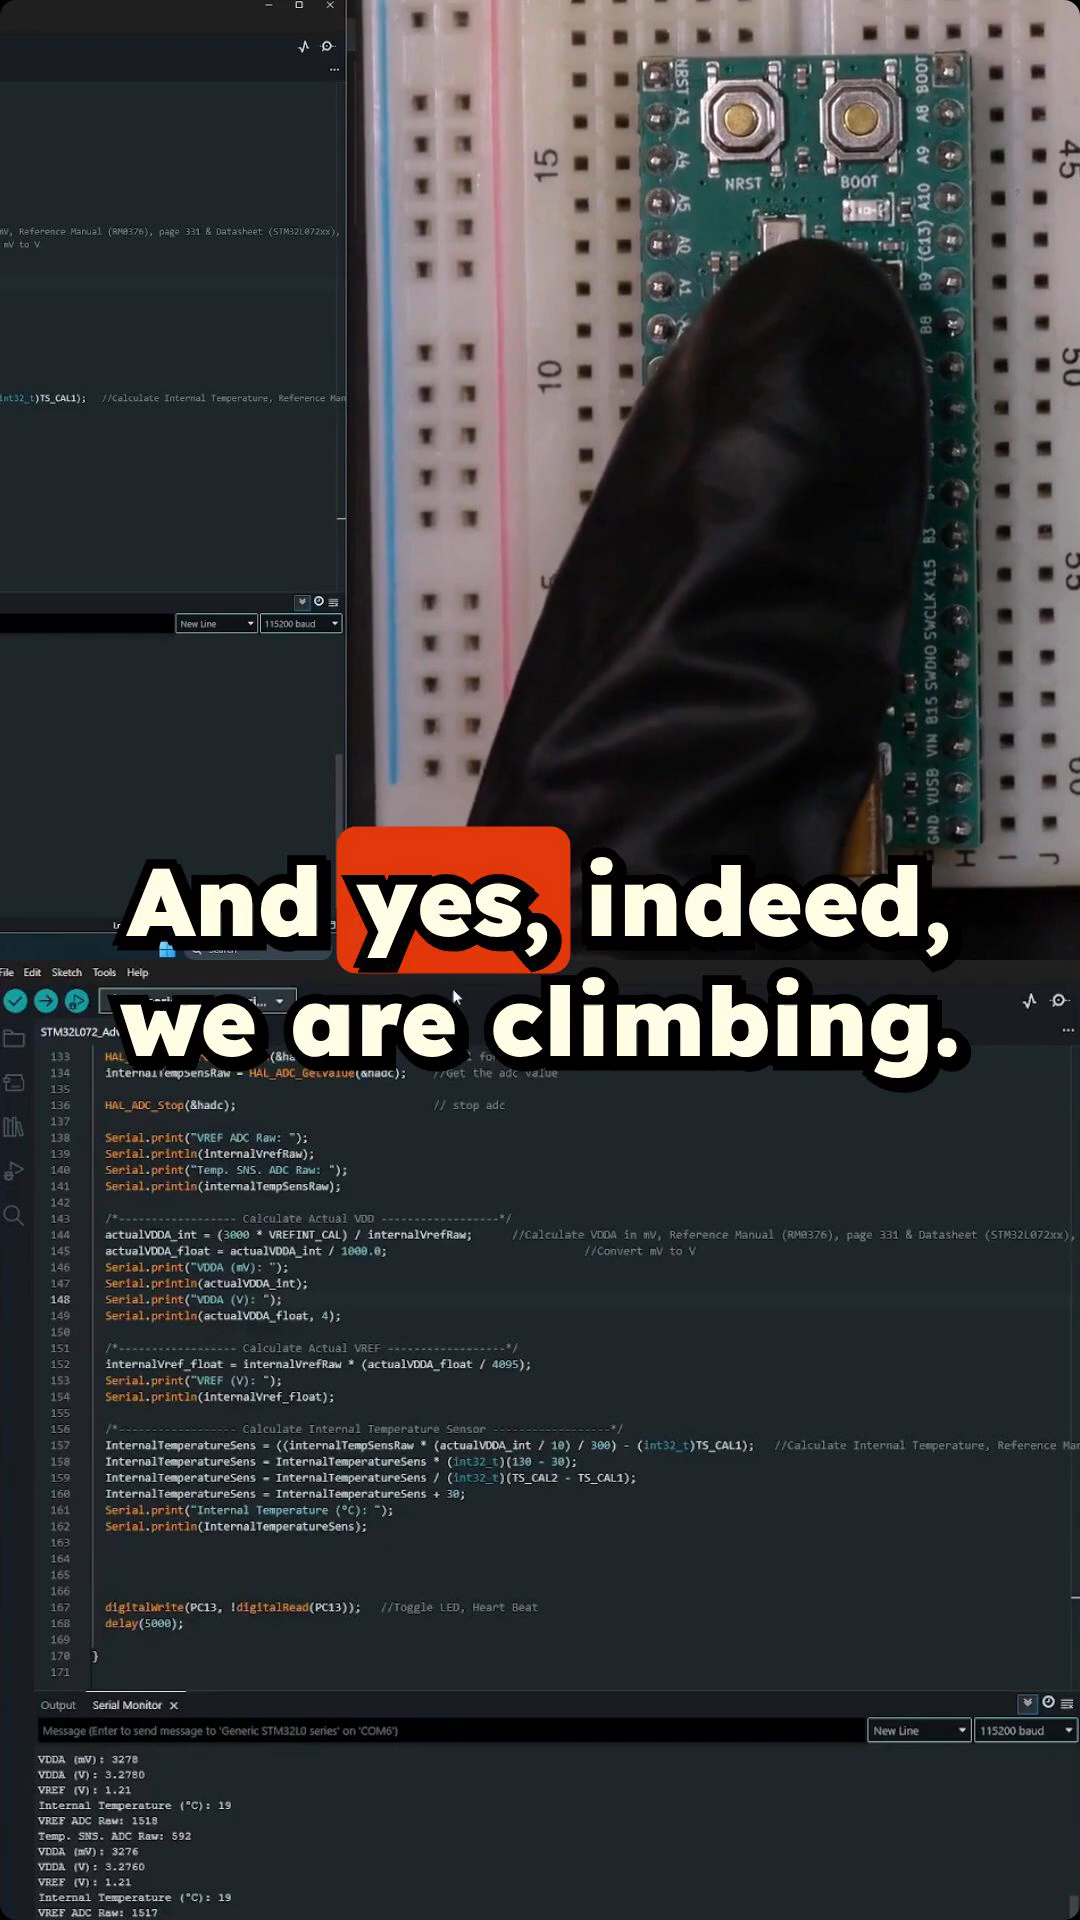 mV, Reference Manual (RM0376), page 331 & Datasheet (STM32L072xx),
mV to V
int32_t)TS_CAL1);   //Calculate Internal Temperature, Reference Man
New Line
115200 baud
NRST
A3
A4
A5
A0
A1
NRST
BOOT
BOOT
A8
A9
A10
(C13)
B9
B8
B4
B3
A15
SWCLK
SWDIO
B15
VIN
VUSB
GND
15
10
45
50
55
60
H
I
J
And yes, indeed,
we are climbing.
File Edit Sketch Tools Help
133
134 internalTempSensRaw = HAL_ADC_GetValue(&hadc);   //Get the adc value
135
136 HAL_ADC_Stop(&hadc);   // stop adc
137
138 Serial.print("VREF ADC Raw: ");
139 Serial.println(internalVrefRaw);
140 Serial.print("Temp. SNS. ADC Raw: ");
141 Serial.println(internalTempSensRaw);
142
143 /*------------------ Calculate Actual VDD ------------------*/
144 actualVDDA_int = (3000 * VREFINT_CAL) / internalVrefRaw;   //Calculate VDDA in mV, Reference Manual (RM0376), page 331 & Datasheet (STM32L072xx),
145 actualVDDA_float = actualVDDA_int / 1000.0;   //Convert mV to V
146 Serial.print("VDDA (mV): ");
147 Serial.println(actualVDDA_int);
148 Serial.print("VDDA (V): ");
149 Serial.println(actualVDDA_float, 4);
150
151 /*------------------ Calculate Actual VREF ------------------*/
152 internalVref_float = internalVrefRaw * (actualVDDA_float / 4095);
153 Serial.print("VREF (V): ");
154 Serial.println(internalVref_float);
155
156 /*------------------ Calculate Internal Temperature Sensor ------------------*/
157 InternalTemperatureSens = ((internalTempSensRaw * (actualVDDA_int / 10) / 300) - (int32_t)TS_CAL1);   //Calculate Internal Temperature, Reference Man
158 InternalTemperatureSens = InternalTemperatureSens * (int32_t)(130 - 30);
159 InternalTemperatureSens = InternalTemperatureSens / (int32_t)(TS_CAL2 - TS_CAL1);
160 InternalTemperatureSens = InternalTemperatureSens + 30;
161 Serial.print("Internal Temperature (°C): ");
162 Serial.println(InternalTemperatureSens);
163
164
165
166
167 digitalWrite(PC13, !digitalRead(PC13));   //Toggle LED, Heart Beat
168 delay(5000);
169
170 }
171
Output Serial Monitor
Message (Enter to send message to 'Generic STM32L0 series' on 'COM6')
New Line
115200 baud
VDDA (mV): 3278
VDDA (V): 3.2780
VREF (V): 1.21
Internal Temperature (°C): 19
VREF ADC Raw: 1518
Temp. SNS. ADC Raw: 592
VDDA (mV): 3276
VDDA (V): 3.2760
VREF (V): 1.21
Internal Temperature (°C): 19
VREF ADC Raw: 1517